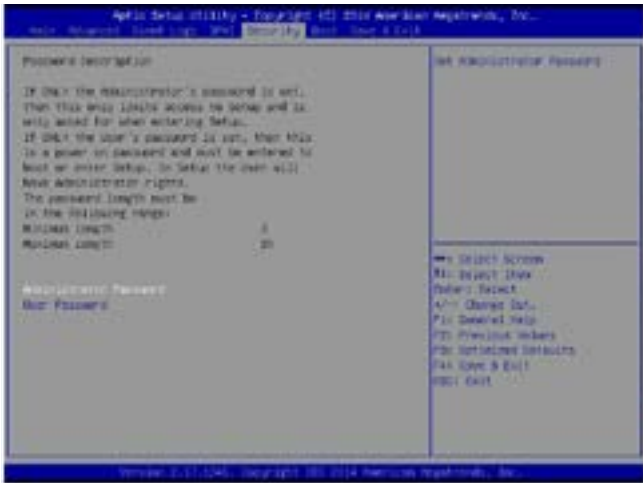 Aptio Setup Utility - Copyright (C) 2014 American Megatrends, Inc.
Main Advanced Event Logs IPMI Security Boot Save & Exit
Password Description
If ONLY the Administrator's password is set,
then this only limits access to Setup and is
only asked for when entering Setup.
If ONLY the User's password is set, then this
is a power on password and must be entered to
boot or enter Setup. In Setup the User will
have Administrator rights.
The password length must be
in the following range:
Minimum length 3
Maximum length 20
Administrator Password
User Password
Set Administrator Password
Select Screen
Select Item
Enter: Select
+/-: Change Opt.
F1: General Help
F2: Previous Values
F3: Optimized Defaults
F4: Save & Exit
ESC: Exit
Version 2.17.1245. Copyright (C) 2014 American Megatrends, Inc.